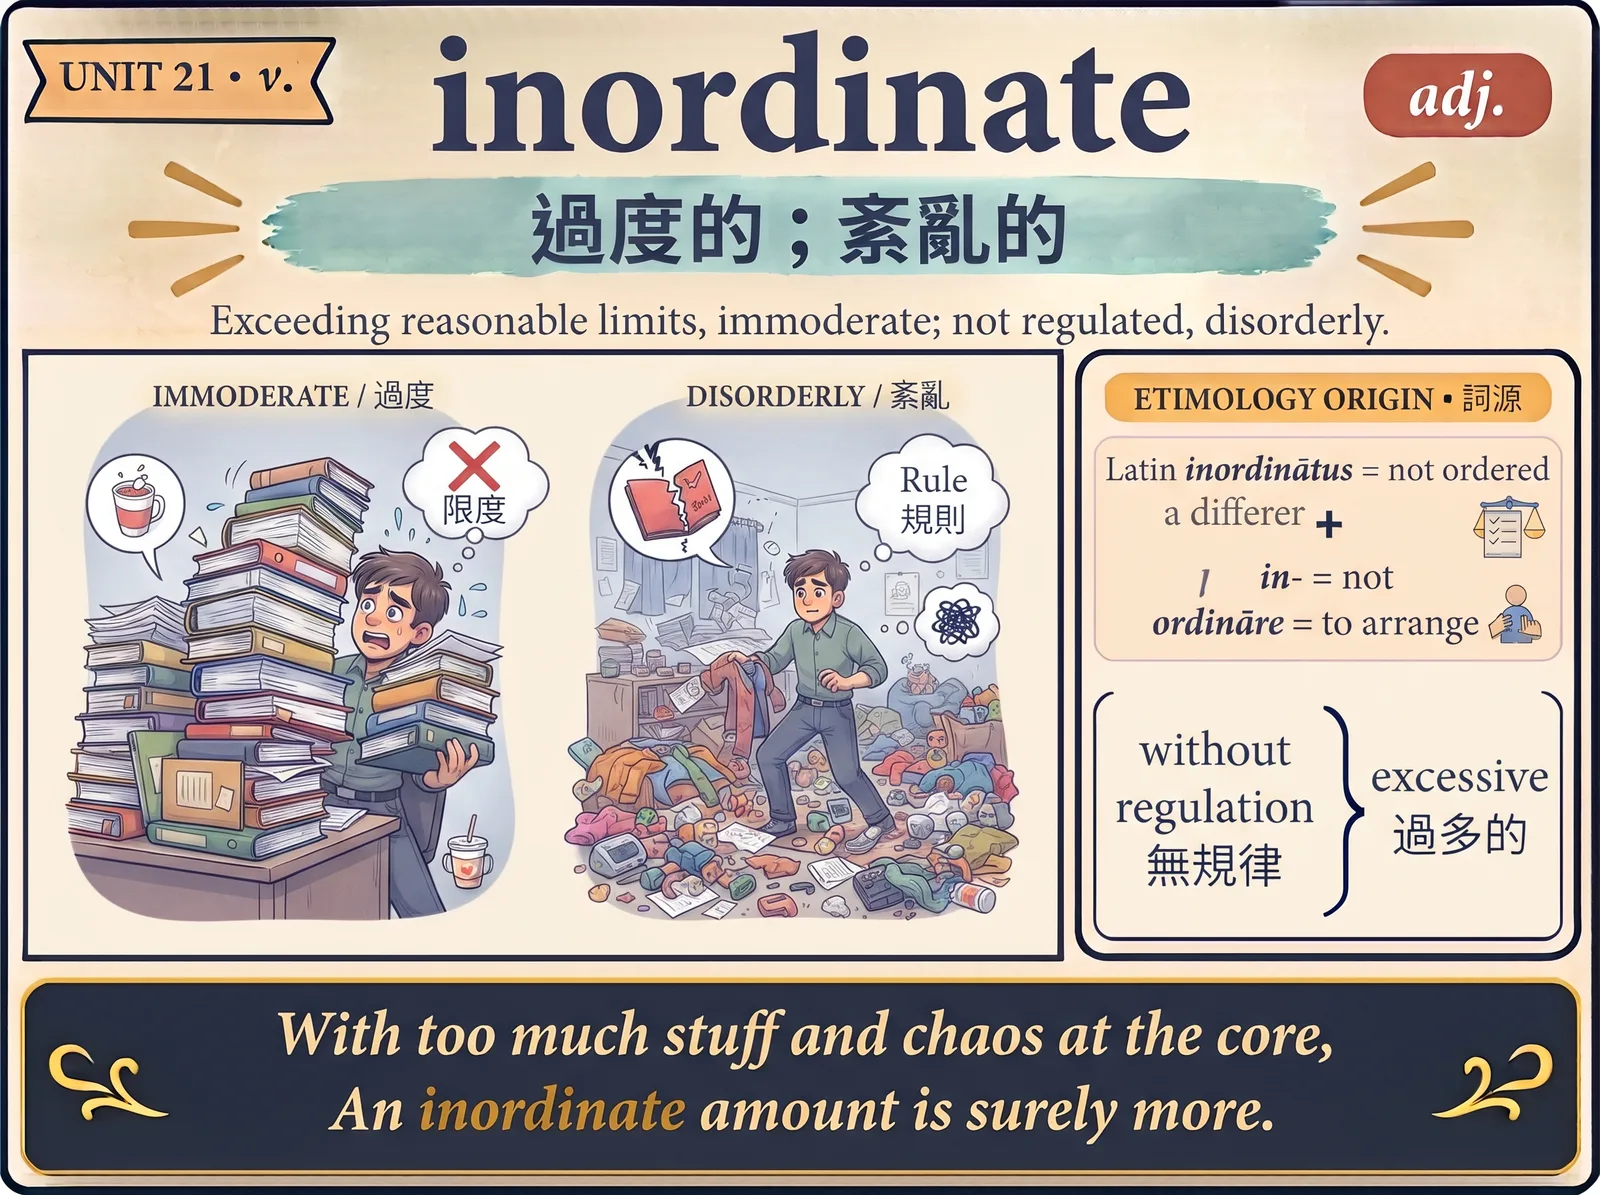 UNIT 21 • v.
inordinate
adj.
過度的；紊亂的
Exceeding reasonable limits, immoderate; not regulated, disorderly.
IMMODERATE / 過度
限度
DISORDERLY / 紊亂
Rule
規則
ETIMOLOGY ORIGIN • 詞源
Latin inordinātus = not ordered
a differer +
in- = not
ordināre = to arrange
without
regulation
無規律
excessive
過多的
With too much stuff and chaos at the core,
An inordinate amount is surely more.